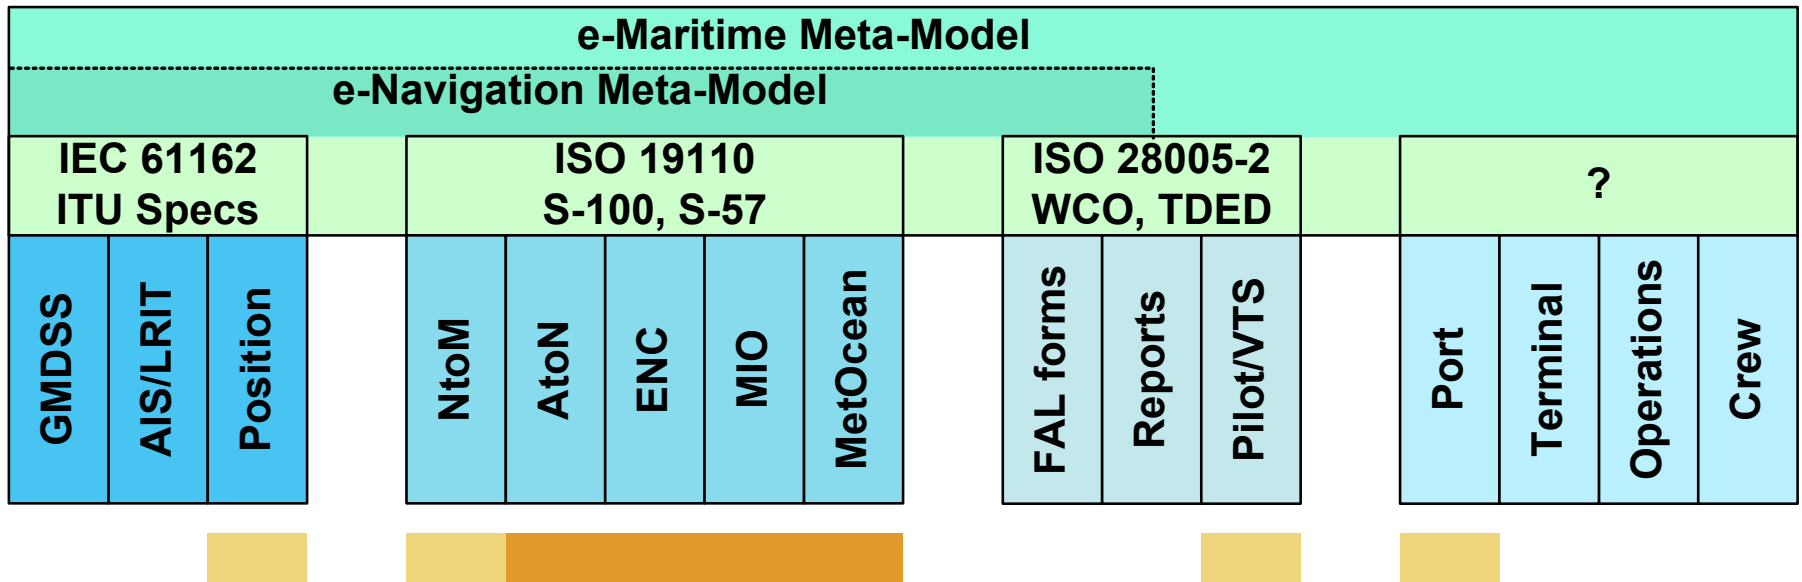 e-Maritime Meta-Model
e-Navigation Meta-Model
IEC 61162
ITU Specs
ISO 19110
S-100, S-57
ISO 28005-2
WCO, TDED
?
GMDSS
AIS/LRIT
Position
NtoM
AtoN
ENC
MIO
MetOcean
FAL forms
Reports
Pilot/VTS
Port
Terminal
Operations
Crew